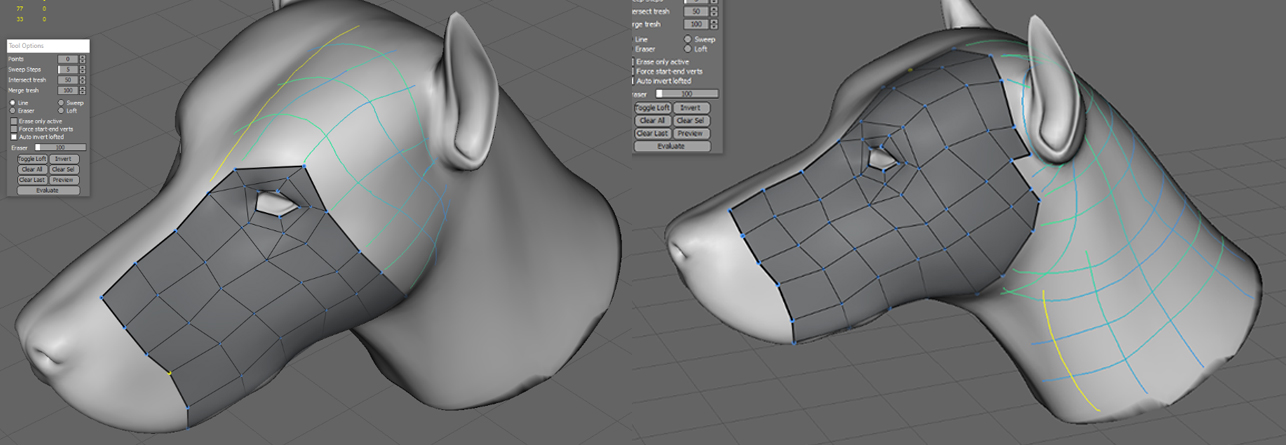 77 0
33 0
Tool Options
Points 0
Sweep Steps 5
Intersect tresh 50
Merge tresh 100
Line Sweep
Eraser Loft
Erase only active
Force start-end verts
Auto invert lofted
Eraser 100
Toggle Loft Invert
Clear All Clear Sel
Clear Last Preview
Evaluate
ersect tresh 50
rge tresh 100
Line Sweep
Eraser Loft
Erase only active
Force start-end verts
Auto invert lofted
aser 100
Toggle Loft Invert
Clear All Clear Sel
Clear Last Preview
Evaluate